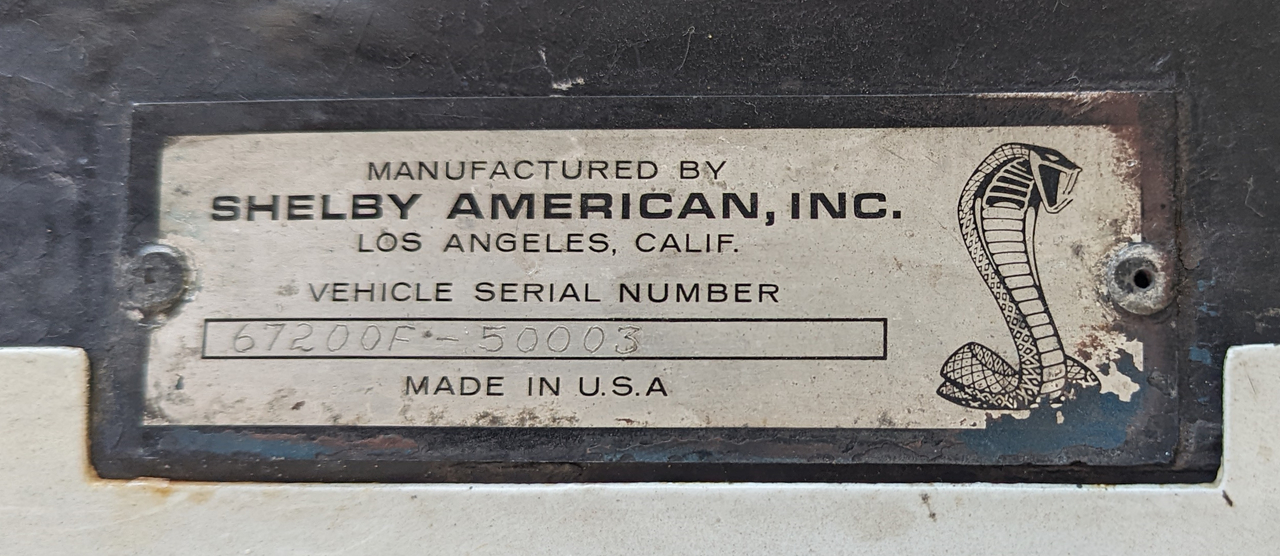 MANUFACTURED BY
SHELBY AMERICAN, INC.
LOS ANGELES, CALIF.
VEHICLE SERIAL NUMBER
67200F - 50003
MADE IN U.S.A